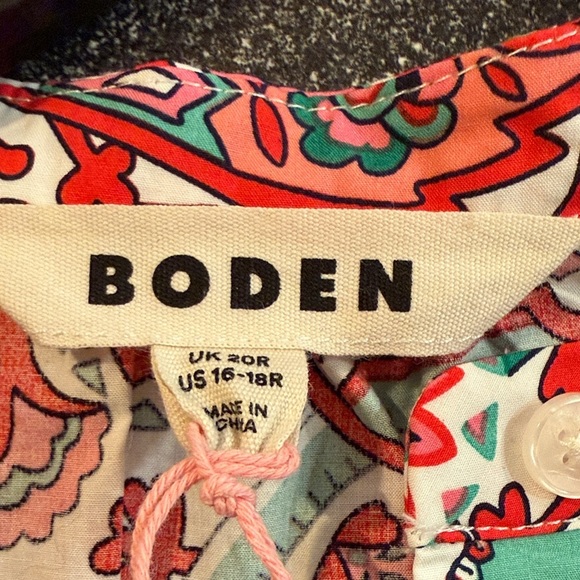 BODEN
UK 20R
US 16-18R
MADE IN
CHINA